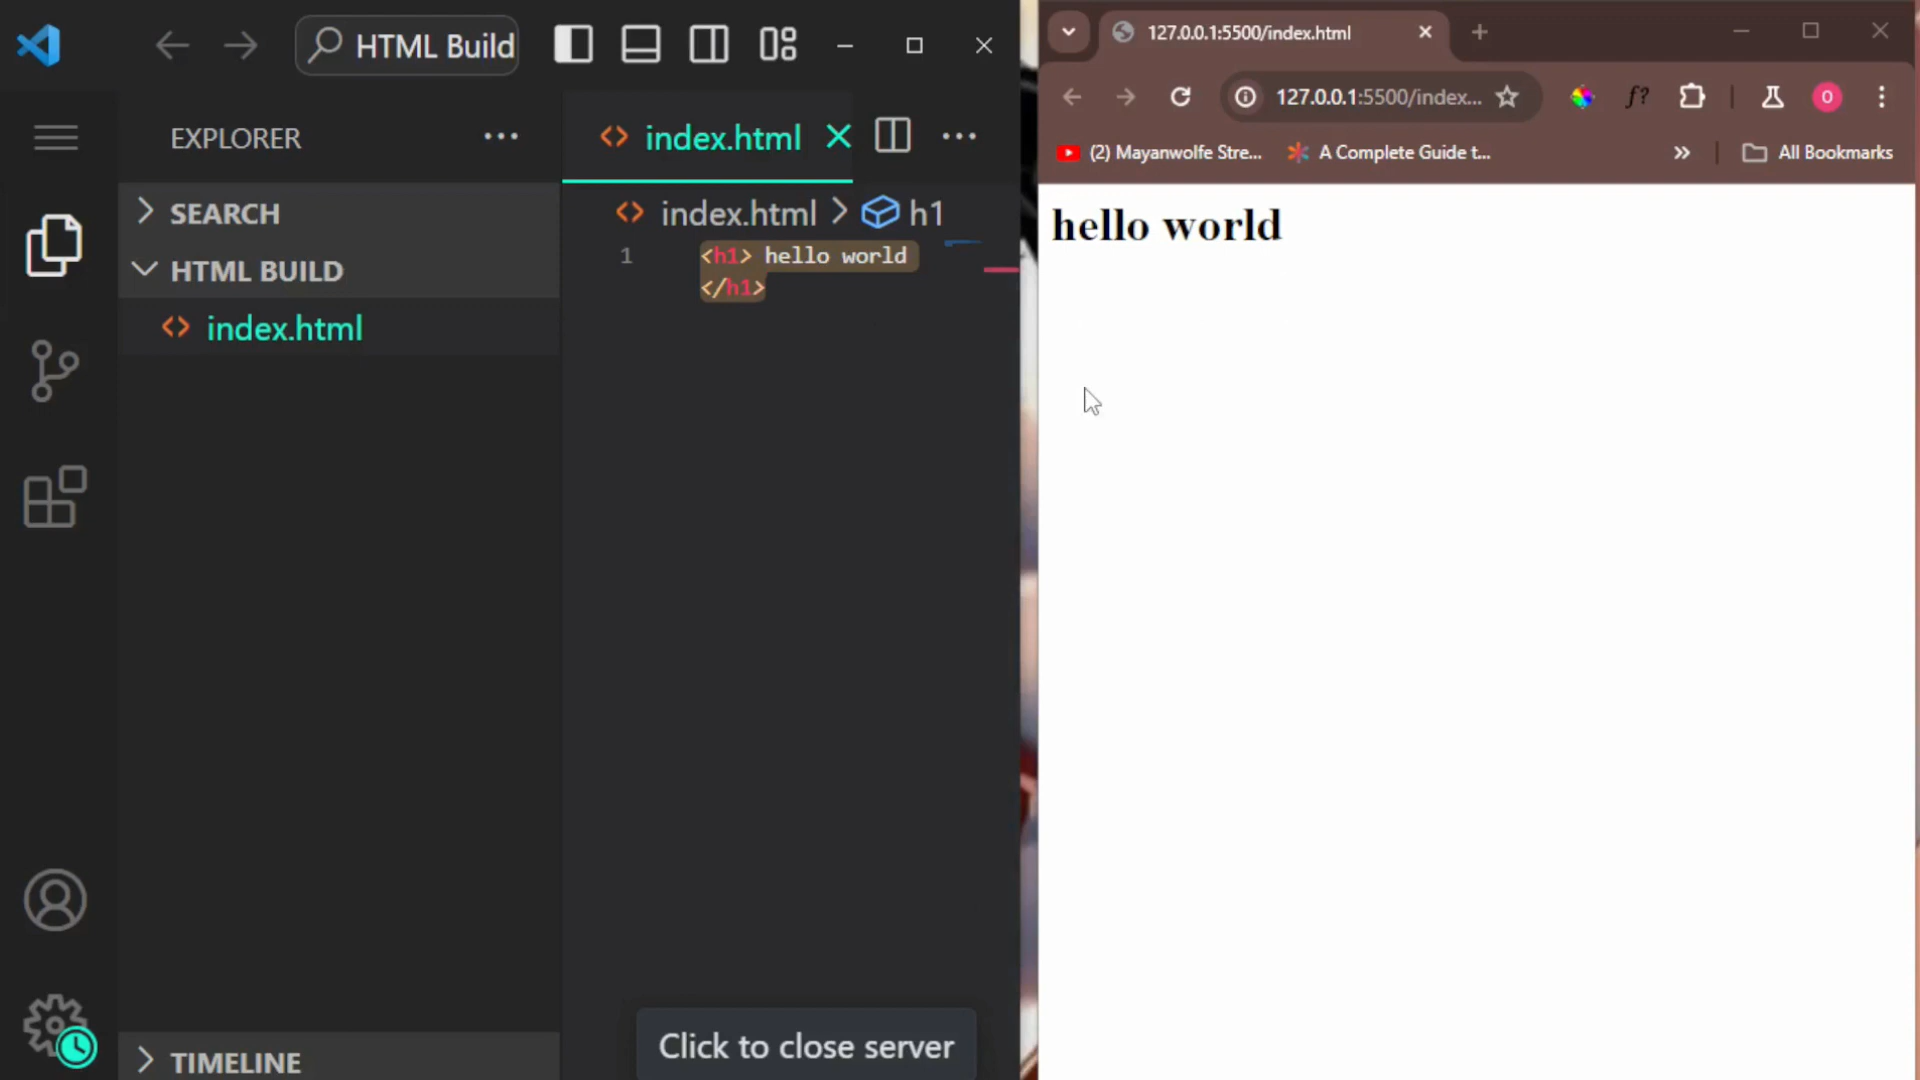 HTML Build
EXPLORER
SEARCH
HTML BUILD
index.html
TIMELINE
index.html
index.html > h1
1 <h1> hello world
</h1>
Click to close server
127.0.0.1:5500/index.html
127.0.0.1:5500/index...
f?
O
(2) Mayanwolfe Stre...
A Complete Guide t...
All Bookmarks
hello world